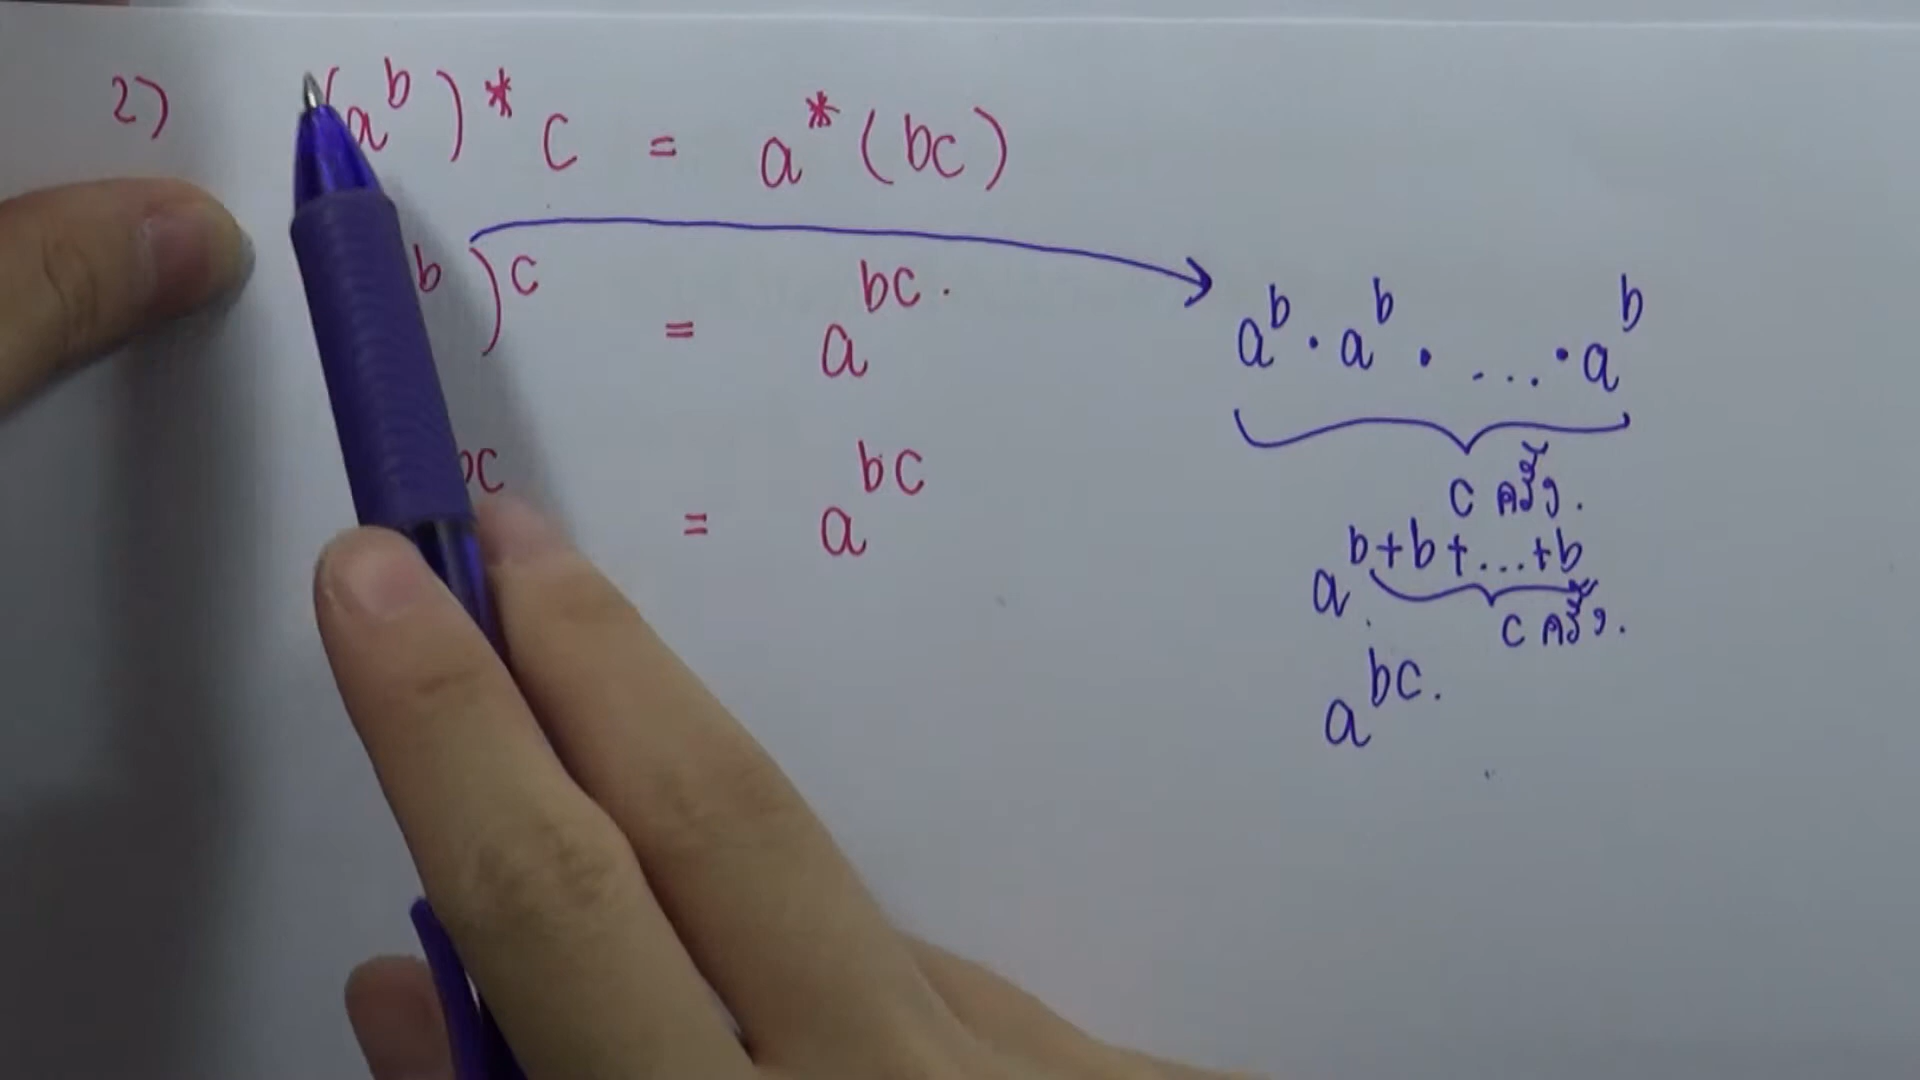 2) (a^b)* c = a*(bc)
b)^c = a^bc.
bc = a^bc
a^b · a^b · ... · a^b
c ครั้ง.
a^b+b+...+b
c ครั้ง.
a^bc.